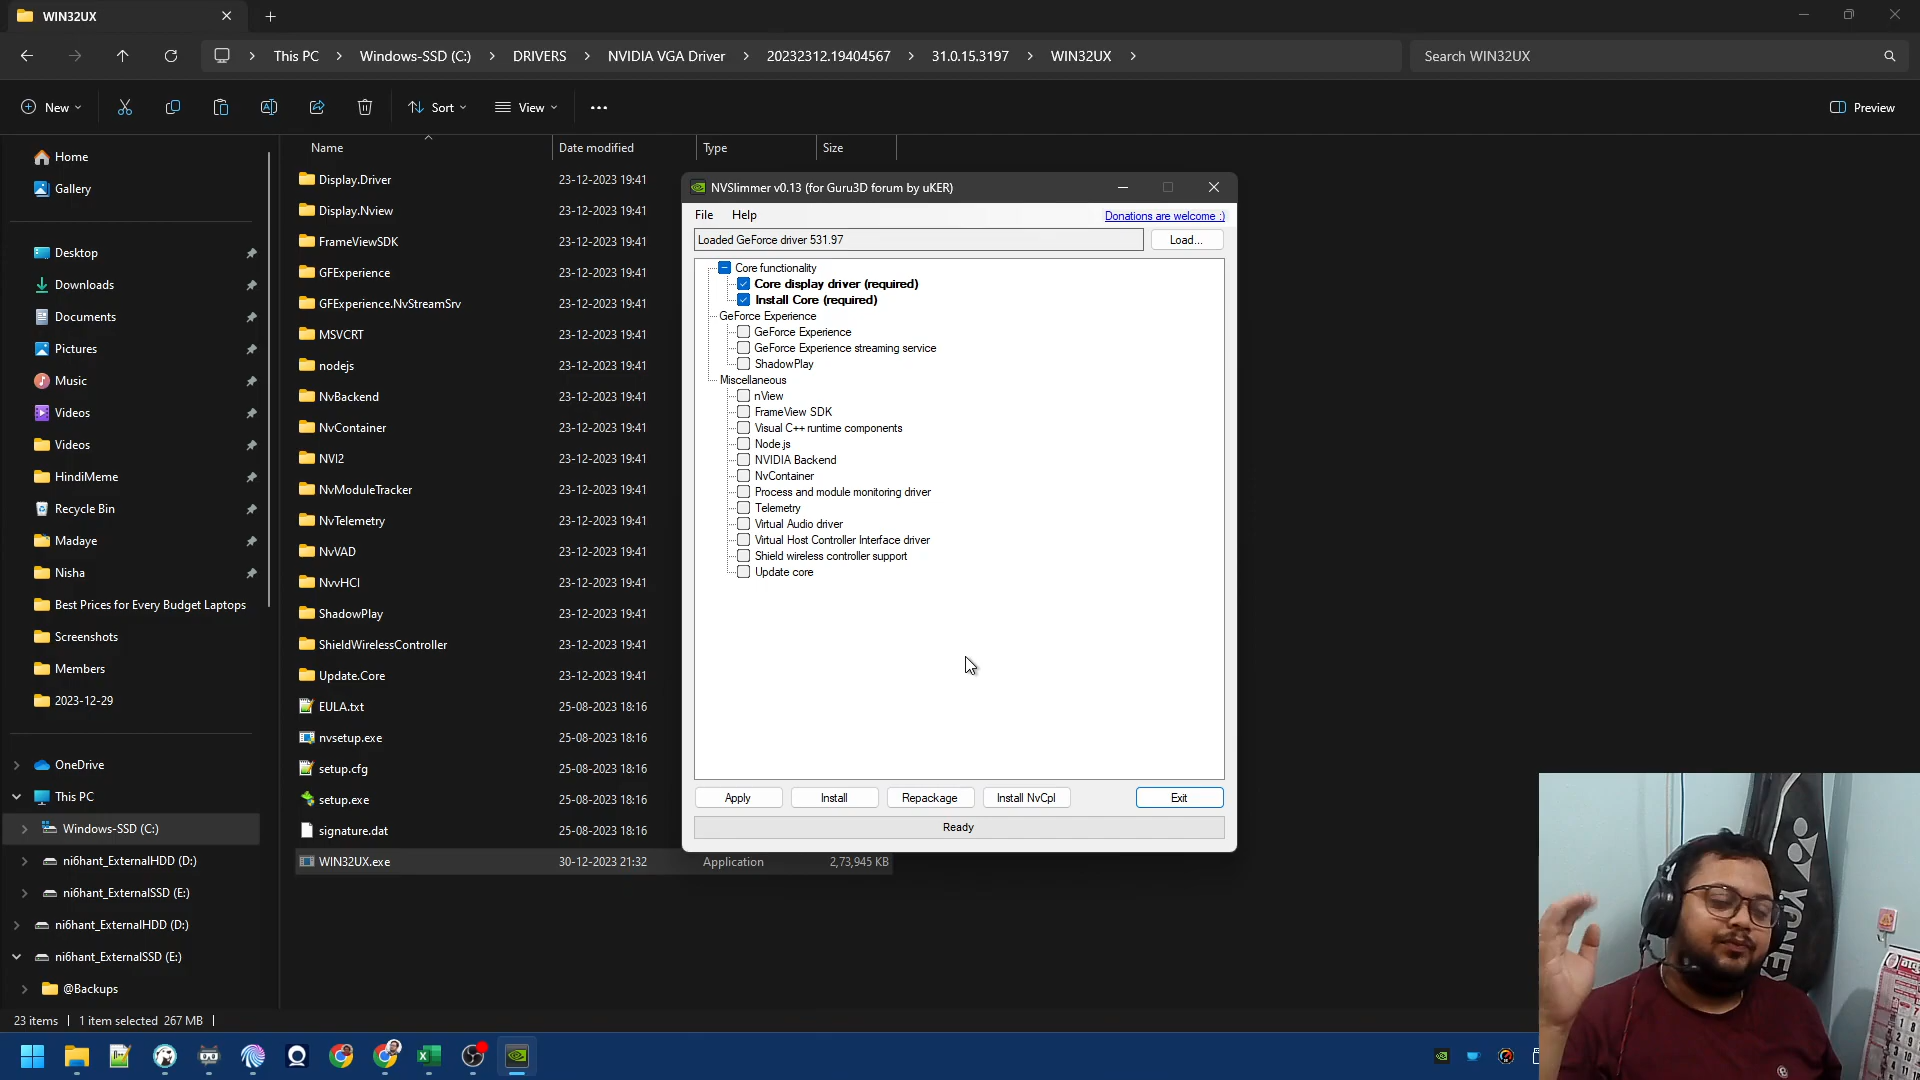 WIN32UX
This PC
Windows-SSD (C:)
DRIVERS
NVIDIA VGA Driver
20232312.19404567
31.0.15.3197
WIN32UX
Search WIN32UX
New
Sort
View
Preview
Home
Gallery
Desktop
Downloads
Documents
Pictures
Music
Videos
Videos
HindiMeme
Recycle Bin
Madaye
Nisha
Best Prices for Every Budget Laptops
Screenshots
Members
2023-12-29
OneDrive
This PC
Windows-SSD (C:)
ni6hant_ExternalHDD (D:)
ni6hant_ExternalSSD (E:)
ni6hant_ExternalHDD (D:)
ni6hant_ExternalSSD (E:)
@Backups
Name Date modified Type Size
Display.Driver 23-12-2023 19:41
Display.Nview 23-12-2023 19:41
FrameViewSDK 23-12-2023 19:41
GFExperience 23-12-2023 19:41
GFExperience.NvStreamSrv 23-12-2023 19:41
MSVCRT 23-12-2023 19:41
nodejs 23-12-2023 19:41
NvBackend 23-12-2023 19:41
NvContainer 23-12-2023 19:41
NVI2 23-12-2023 19:41
NvModuleTracker 23-12-2023 19:41
NvTelemetry 23-12-2023 19:41
NvVAD 23-12-2023 19:41
NvvHCI 23-12-2023 19:41
ShadowPlay 23-12-2023 19:41
ShieldWirelessController 23-12-2023 19:41
Update.Core 23-12-2023 19:41
EULA.txt 25-08-2023 18:16
nvsetup.exe 25-08-2023 18:16
setup.cfg 25-08-2023 18:16
setup.exe 25-08-2023 18:16
signature.dat 25-08-2023 18:16
WIN32UX.exe 30-12-2023 21:32 Application 2,73,945 KB
NVSlimmer v0.13 (for Guru3D forum by uKER)
File Help Donations are welcome :)
Loaded GeForce driver 531.97 Load...
Core functionality
Core display driver (required)
Install Core (required)
GeForce Experience
GeForce Experience
GeForce Experience streaming service
ShadowPlay
Miscellaneous
nView
FrameView SDK
Visual C++ runtime components
Node.js
NVIDIA Backend
NvContainer
Process and module monitoring driver
Telemetry
Virtual Audio driver
Virtual Host Controller Interface driver
Shield wireless controller support
Update core
Apply Install Repackage Install NvCpl Exit
Ready
YONEX
23 items 1 item selected 267 MB